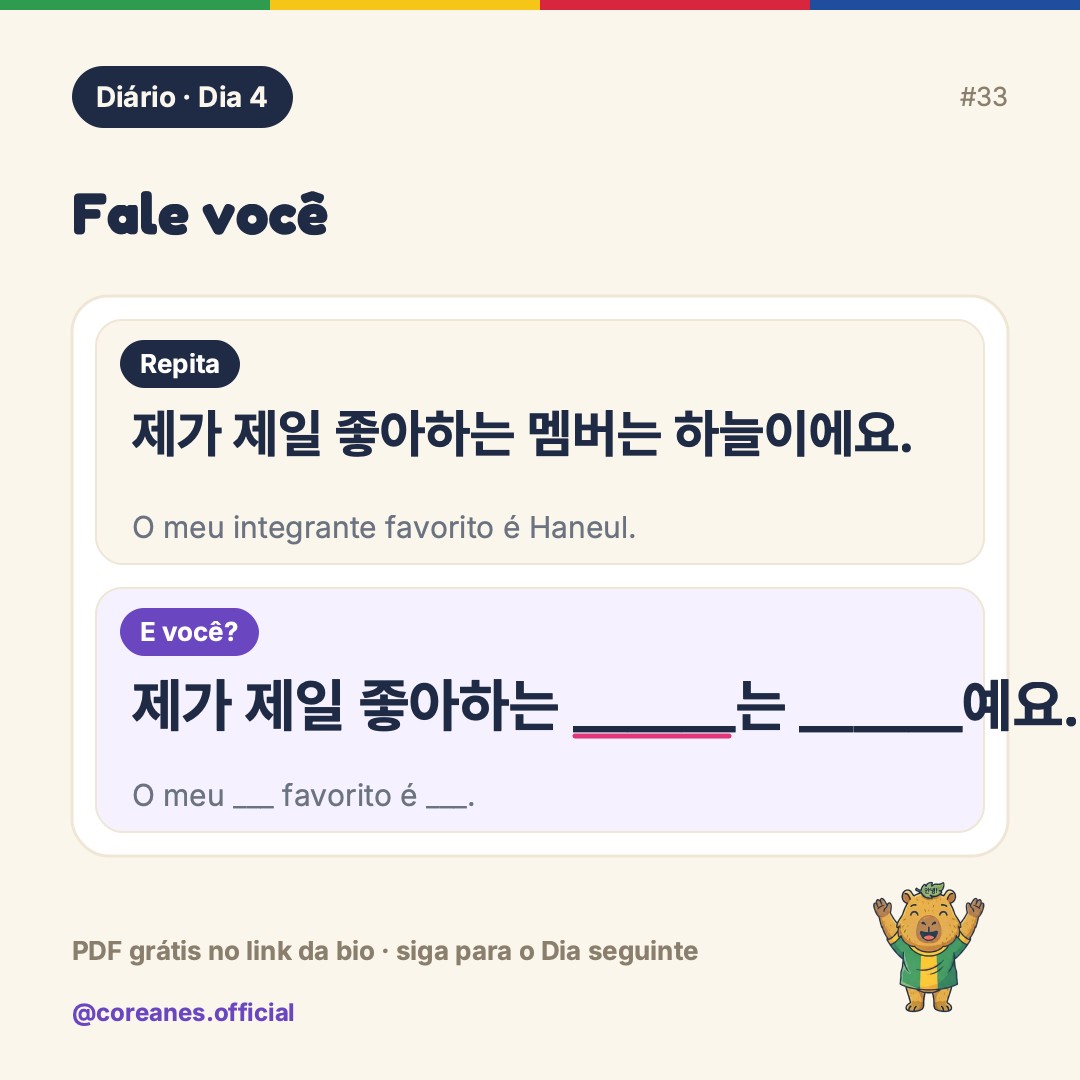 Diário · Dia 4
#33
Fale você
Repita
제가 제일 좋아하는 멤버는 하늘이에요.
O meu integrante favorito é Haneul.
E você?
제가 제일 좋아하는 ______는 ______예요.
O meu ___ favorito é ___.
PDF grátis no link da bio · siga para o Dia seguinte
@coreanes.official